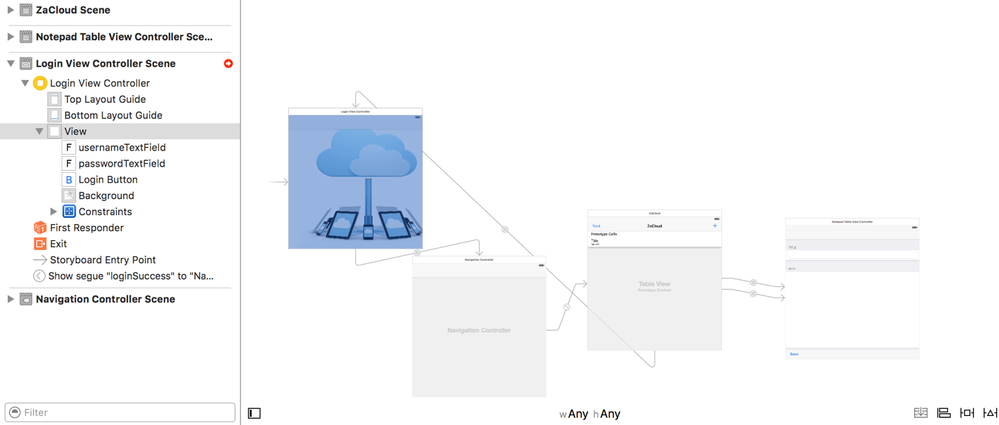 ZaCloud Scene
Notepad Table View Controller Sce...
Login View Controller Scene
Login View Controller
Top Layout Guide
Bottom Layout Guide
View
F usernameTextField
F passwordTextField
B Login Button
Background
Constraints
First Responder
Exit
Storyboard Entry Point
Show segue "loginSuccess" to "Na...
Navigation Controller Scene
Filter
Login View Controller
Navigation Controller
Navigation Controller
ZaCloud
Back ZaCloud +
Prototype Cells
Title
Table View
Prototype Content
Notepad Table View Controller
TITLE
Save
wAny hAny